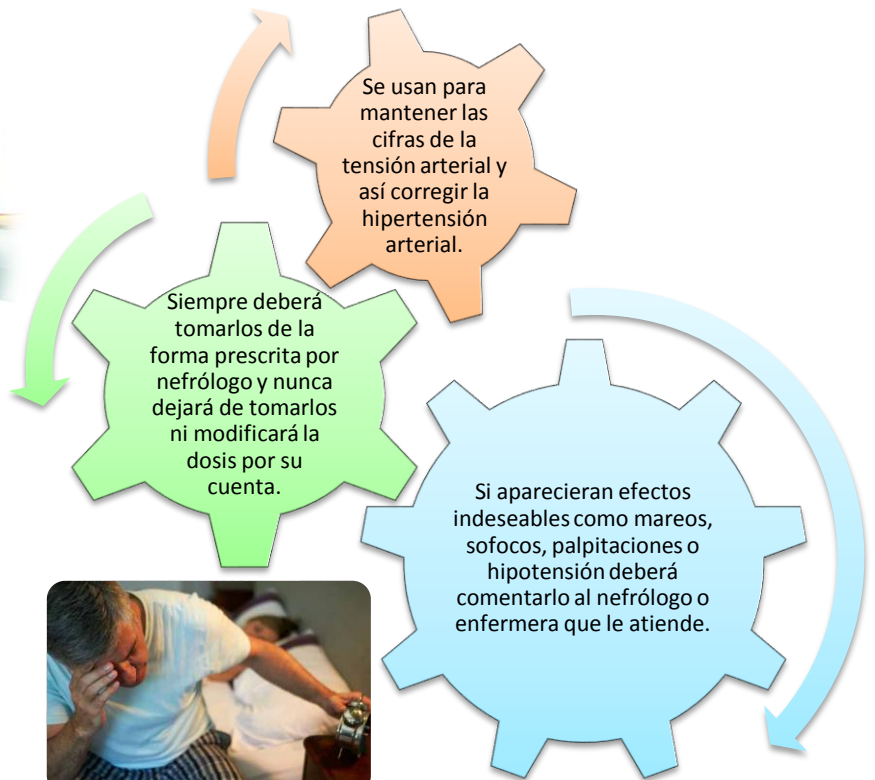 Se usan para
mantener las
cifras de la
tensión arterial y
así corregir la
hipertensión
arterial.
Siempre deberá
tomarlos de la
forma prescrita por
nefrólogo y nunca
dejará de tomarlos
ni modificará la
dosis por su
cuenta.
Si aparecieran efectos
indeseables como mareos,
sofocos, palpitaciones o
hipotensión deberá
comentarlo al nefrólogo o
enfermera que le atiende.